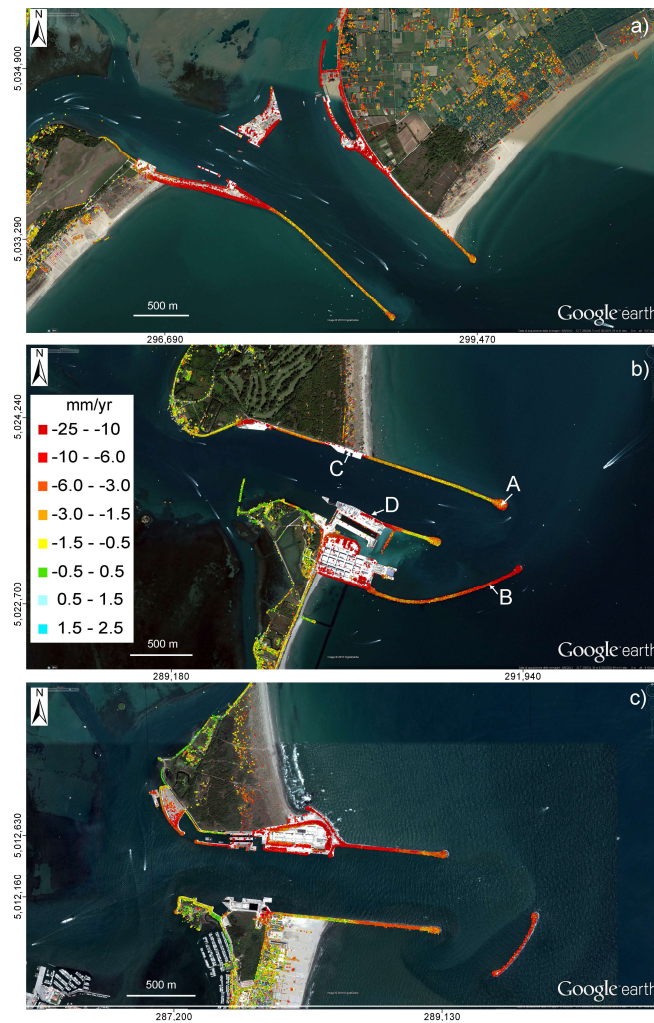 N
a)
5,034,900
5,033,290
500 m
Google earth
296,690
299,470
N
b)
5,024,240
mm/yr
-25 - -10
-10 - -6.0
-6.0 - -3.0
-3.0 - -1.5
-1.5 - -0.5
-0.5 - 0.5
0.5 - 1.5
1.5 - 2.5
C
A
D
B
5,022,700
500 m
Google earth
289,180
291,940
N
c)
5,012,630
5,012,160
500 m
Google earth
287,200
289,130